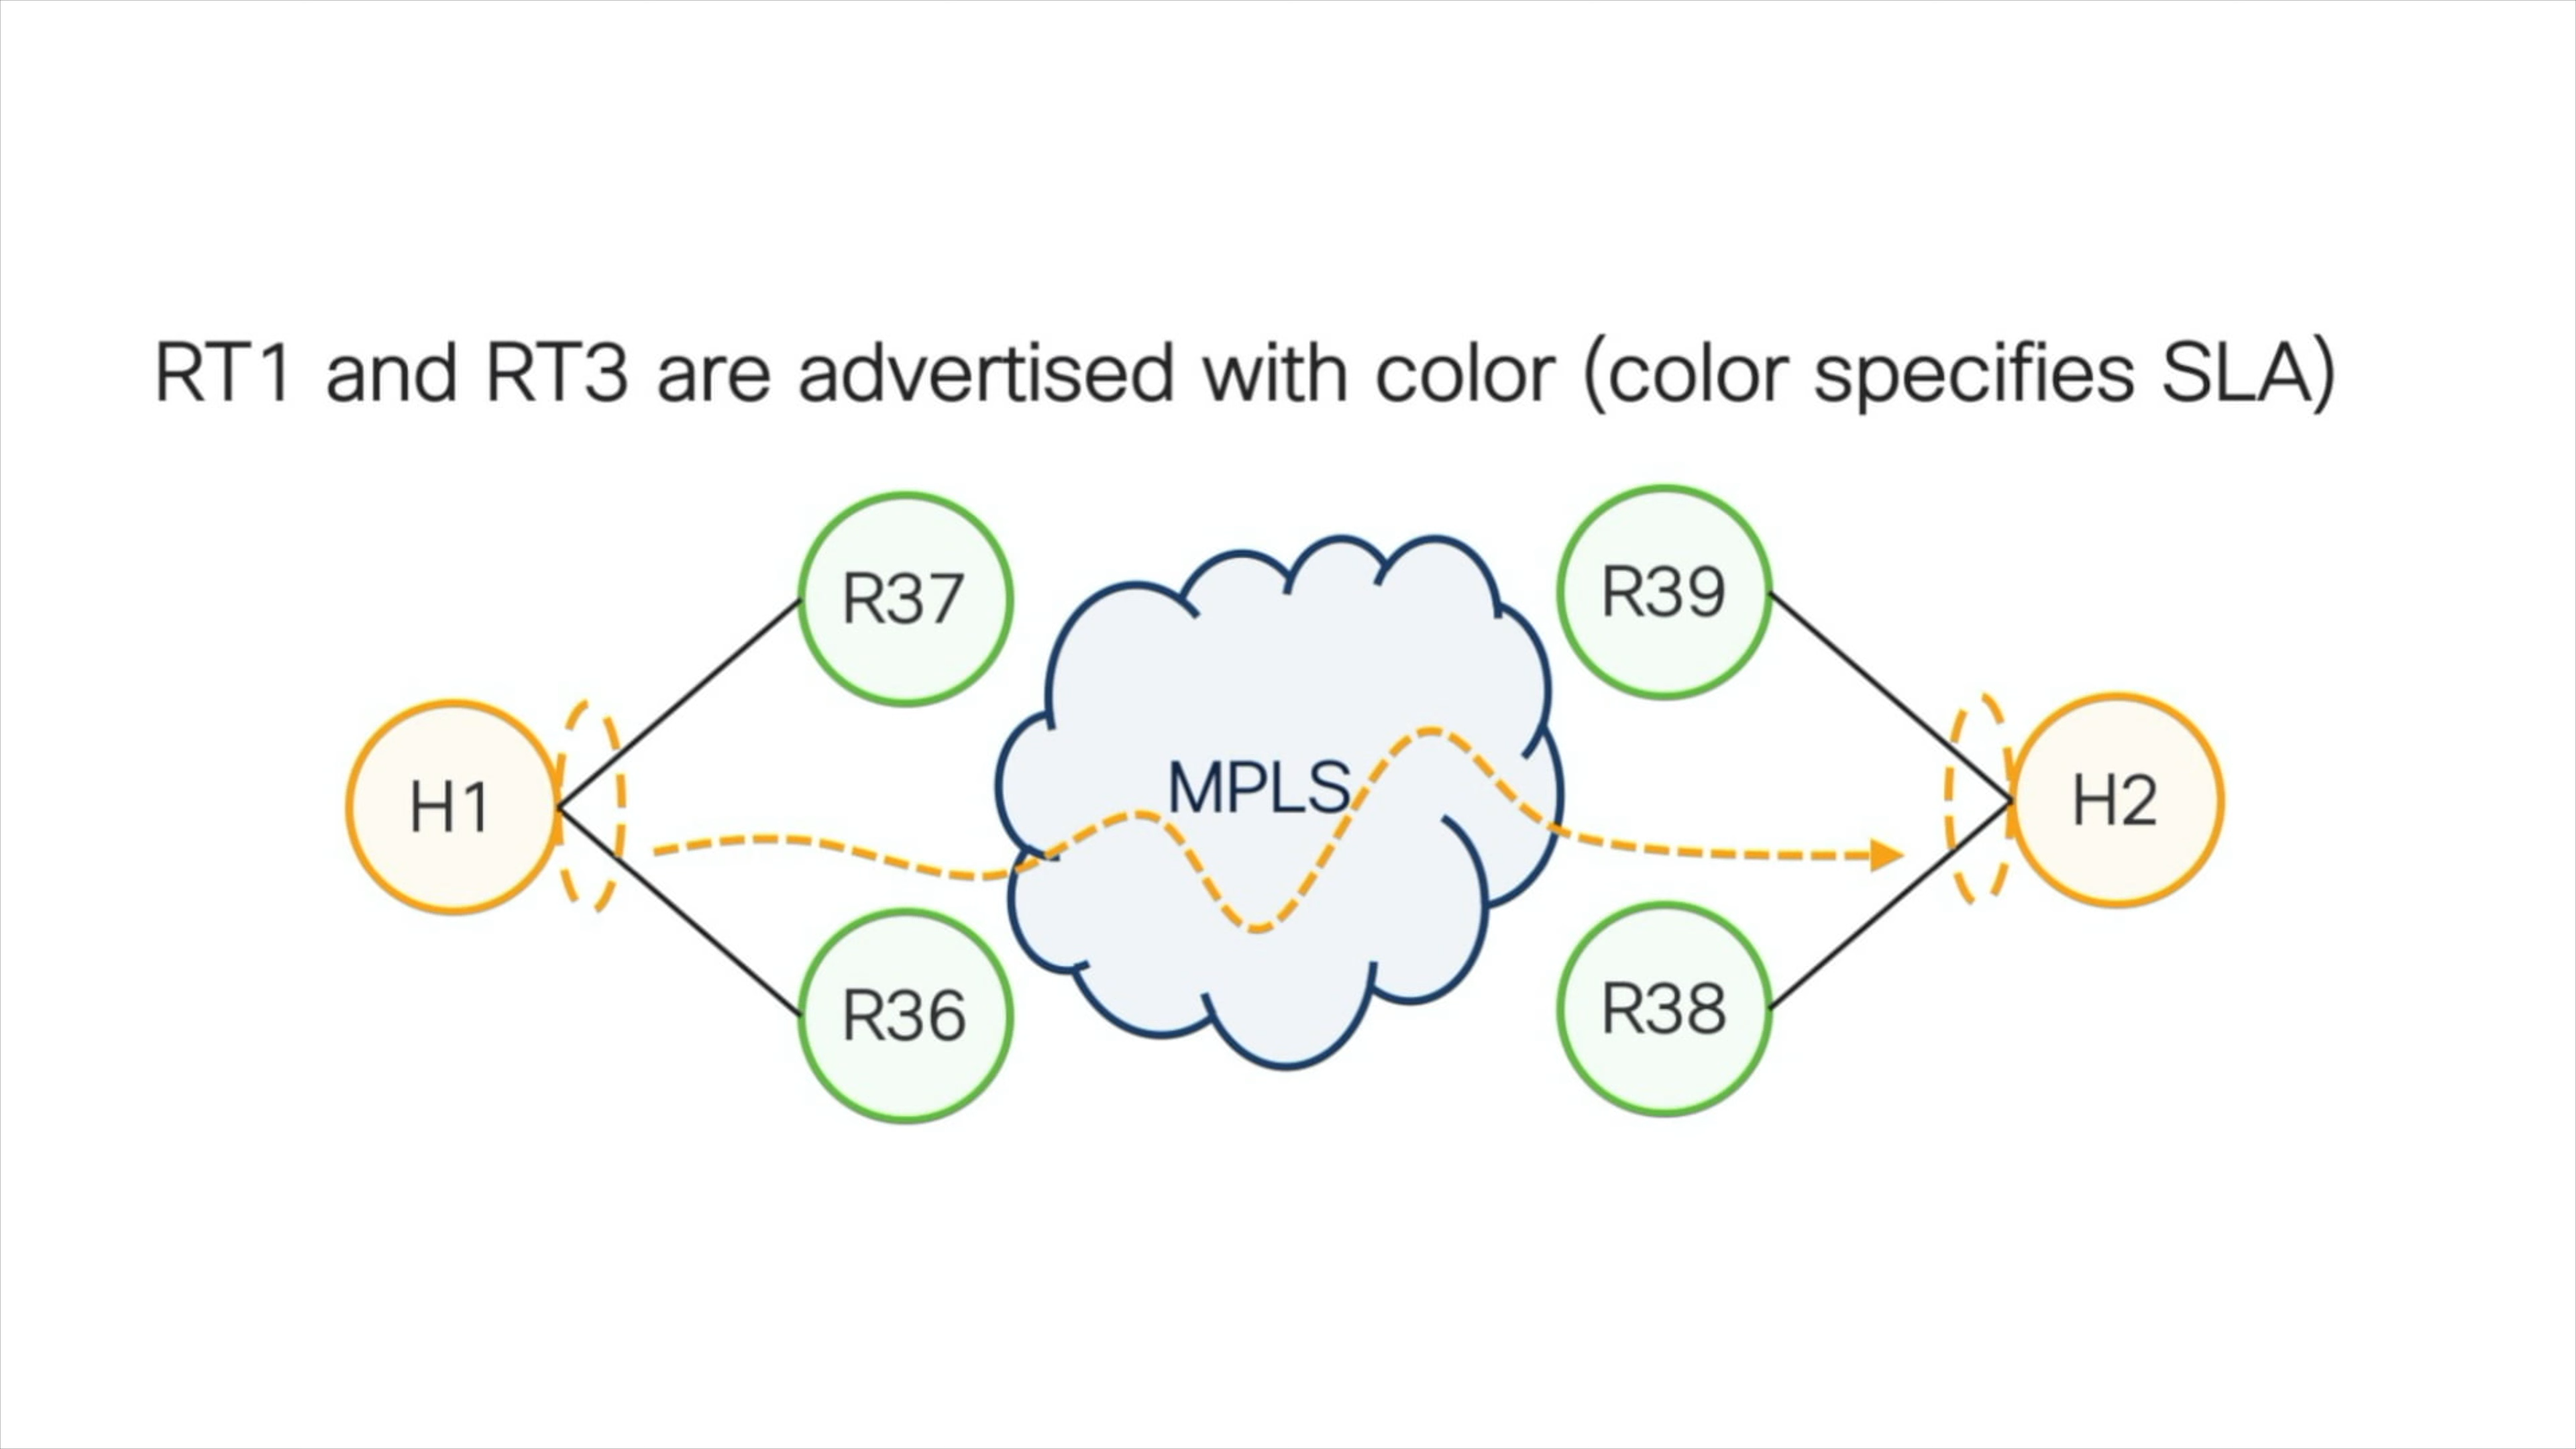 RT1 and RT3 are advertised with color (color specifies SLA)
R37
R39
H1
MPLS
H2
R36
R38